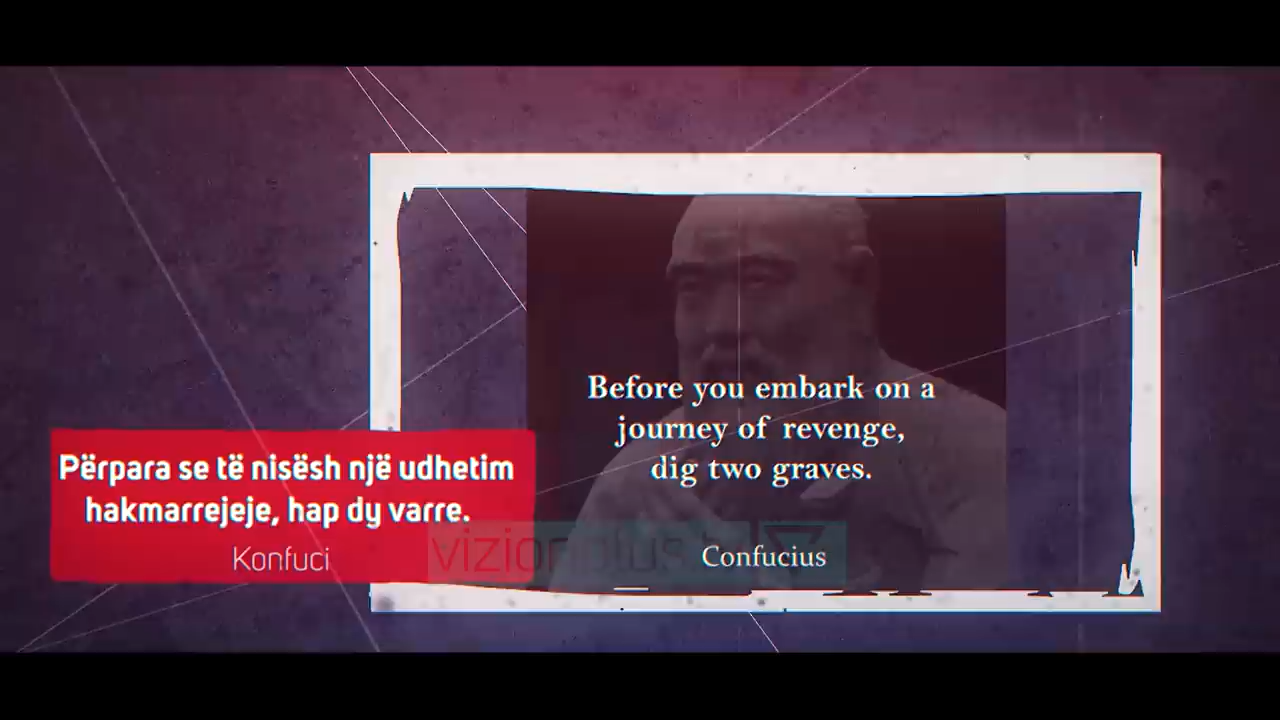 Before you embark on a
journey of revenge,
dig two graves.
Confucius
Përpara se të nisësh një udhetim
hakmarrejeje, hap dy varre.
Konfuci
vizionplus